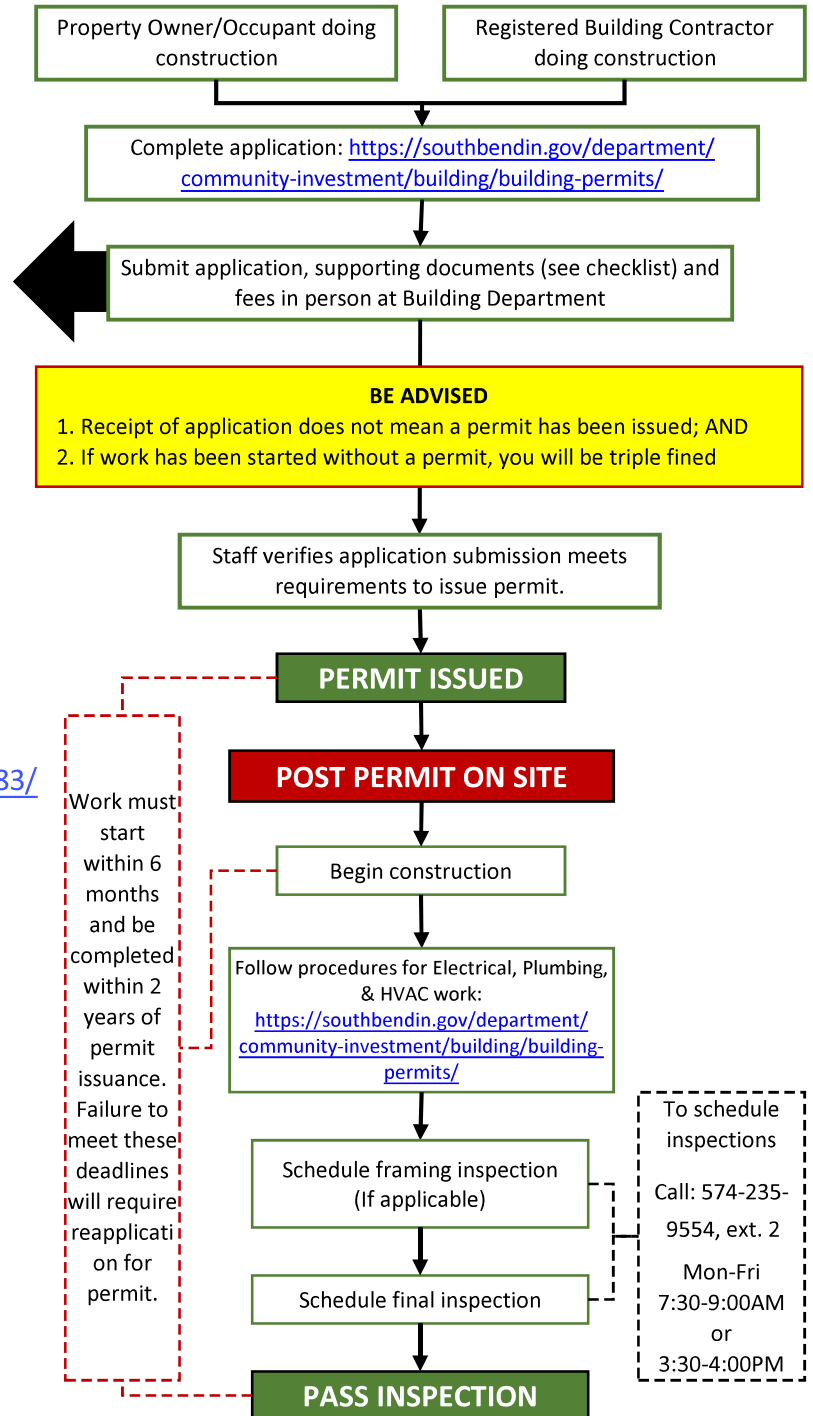 Property Owner/Occupant doing
construction
Registered Building Contractor
doing construction
Complete application: https://southbendin.gov/department/
community-investment/building/building-permits/
Submit application, supporting documents (see checklist) and
fees in person at Building Department
BE ADVISED
1. Receipt of application does not mean a permit has been issued; AND
2. If work has been started without a permit, you will be triple fined
Staff verifies application submission meets
requirements to issue permit.
PERMIT ISSUED
POST PERMIT ON SITE
83/
Work must
start
within 6
months
and be
completed
within 2
years of
permit
issuance.
Failure to
meet these
deadlines
will require
reapplicati
on for
permit.
Begin construction
Follow procedures for Electrical, Plumbing,
& HVAC work:
https://southbendin.gov/department/
community-investment/building/building-
permits/
Schedule framing inspection
(If applicable)
Schedule final inspection
To schedule
inspections
Call: 574-235-
9554, ext. 2
Mon-Fri
7:30-9:00AM
or
3:30-4:00PM
PASS INSPECTION